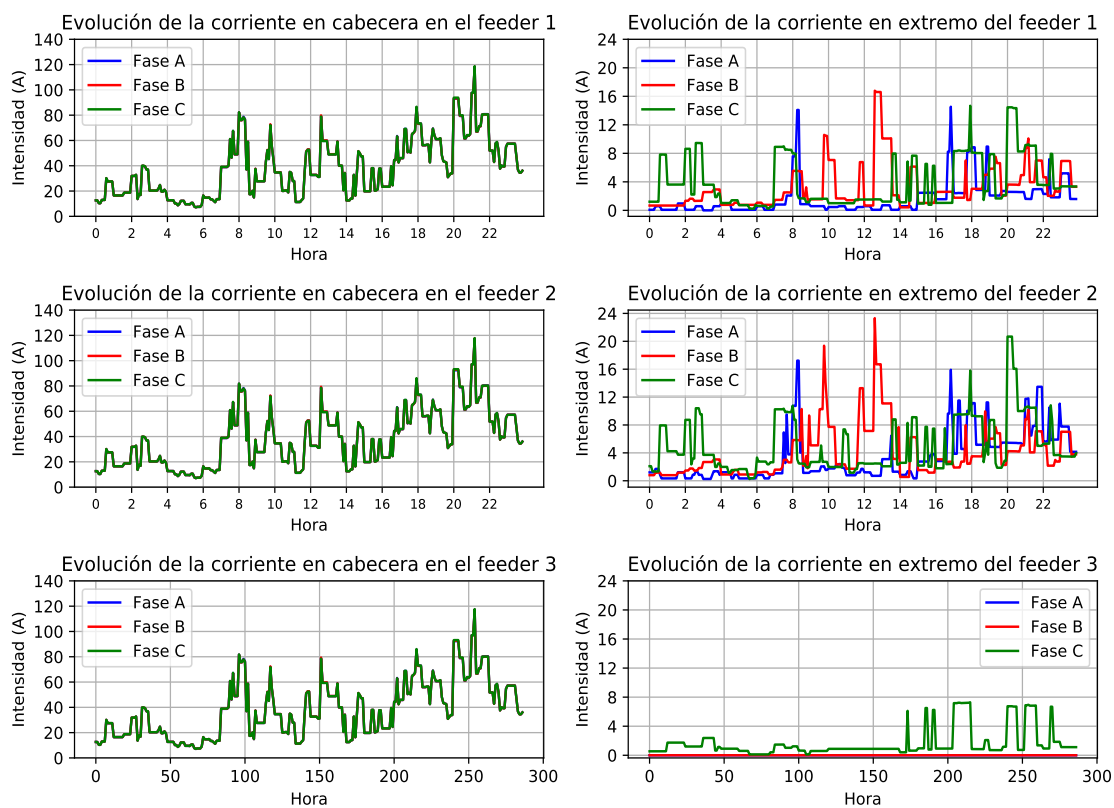 Evolución de la corriente en cabecera en el feeder 1
Intensidad (A)
140
120
100
80
60
40
20
0
Fase A
Fase B
Fase C
0 2 4 6 8 10 12 14 16 18 20 22
Hora
Evolución de la corriente en extremo del feeder 1
Intensidad (A)
24
20
16
12
8
4
0
Fase A
Fase B
Fase C
0 2 4 6 8 10 12 14 16 18 20 22
Hora
Evolución de la corriente en cabecera en el feeder 2
Intensidad (A)
140
120
100
80
60
40
20
0
Fase A
Fase B
Fase C
0 2 4 6 8 10 12 14 16 18 20 22
Hora
Evolución de la corriente en extremo del feeder 2
Intensidad (A)
24
20
16
12
8
4
0
Fase A
Fase B
Fase C
0 2 4 6 8 10 12 14 16 18 20 22
Hora
Evolución de la corriente en cabecera en el feeder 3
Intensidad (A)
140
120
100
80
60
40
20
0
Fase A
Fase B
Fase C
0 50 100 150 200 250 300
Hora
Evolución de la corriente en extremo del feeder 3
Intensidad (A)
24
20
16
12
8
4
0
Fase A
Fase B
Fase C
0 50 100 150 200 250 300
Hora